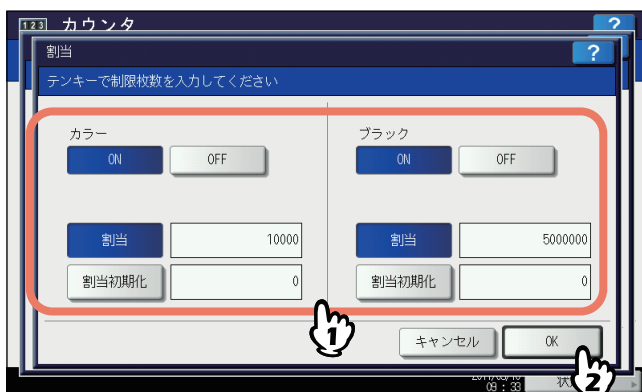 123 カウンタ ?
割当 ?
テンキーで制限枚数を入力してください
カラー ブラック
ON OFF ON OFF
割当 10000 割当 5000000
割当初期化 0 割当初期化 0
1
キャンセル OK
2
09 : 33